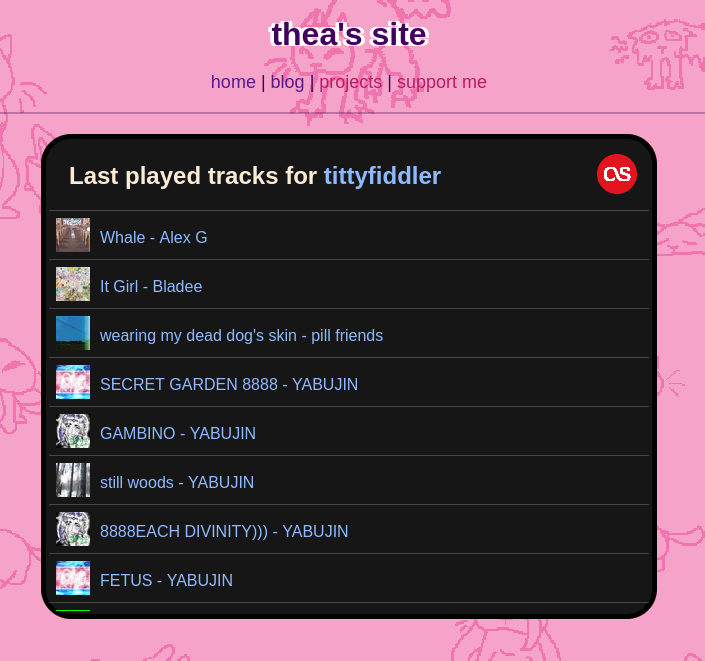 thea's site
home | blog | projects | support me
Last played tracks for tittyfiddler
Whale - Alex G
It Girl - Bladee
wearing my dead dog's skin - pill friends
SECRET GARDEN 8888 - YABUJIN
GAMBINO - YABUJIN
still woods - YABUJIN
8888EACH DIVINITY))) - YABUJIN
FETUS - YABUJIN